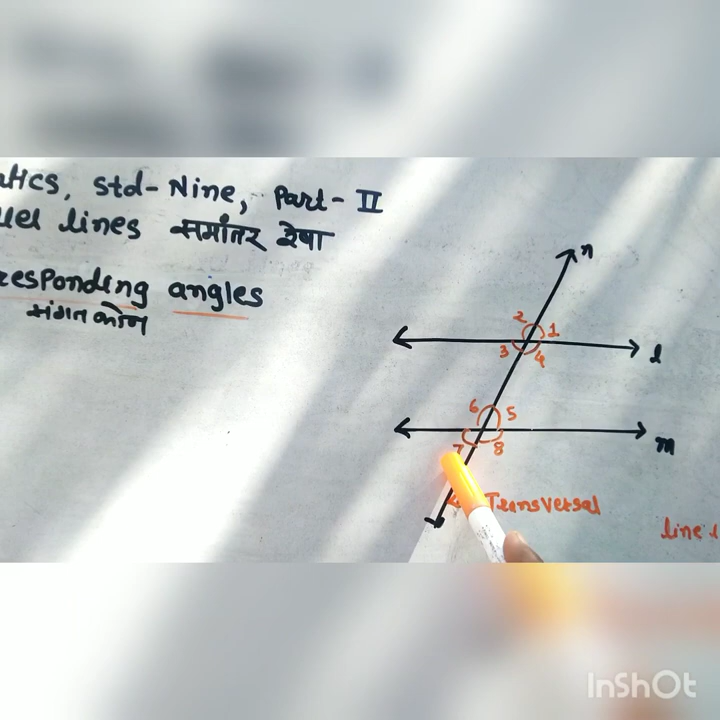 atics, Std-Nine, Part-II
llel lines समांतर रेषा
responding angles
संगत कोन
n
2 1
3 4
l
6 5
7 8
m
Transversal
line l
InShOt